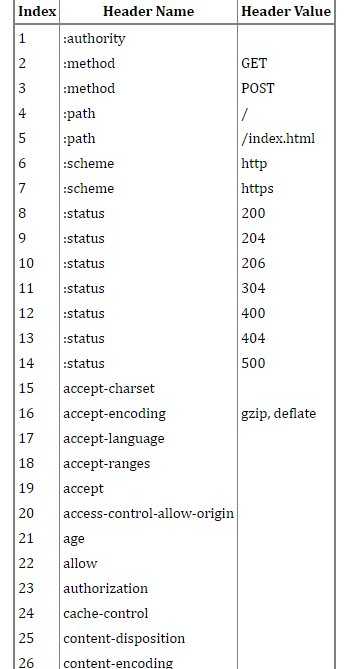 Index Header Name Header Value
1 :authority
2 :method GET
3 :method POST
4 :path /
5 :path /index.html
6 :scheme http
7 :scheme https
8 :status 200
9 :status 204
10 :status 206
11 :status 304
12 :status 400
13 :status 404
14 :status 500
15 accept-charset
16 accept-encoding gzip, deflate
17 accept-language
18 accept-ranges
19 accept
20 access-control-allow-origin
21 age
22 allow
23 authorization
24 cache-control
25 content-disposition
26 content-encoding